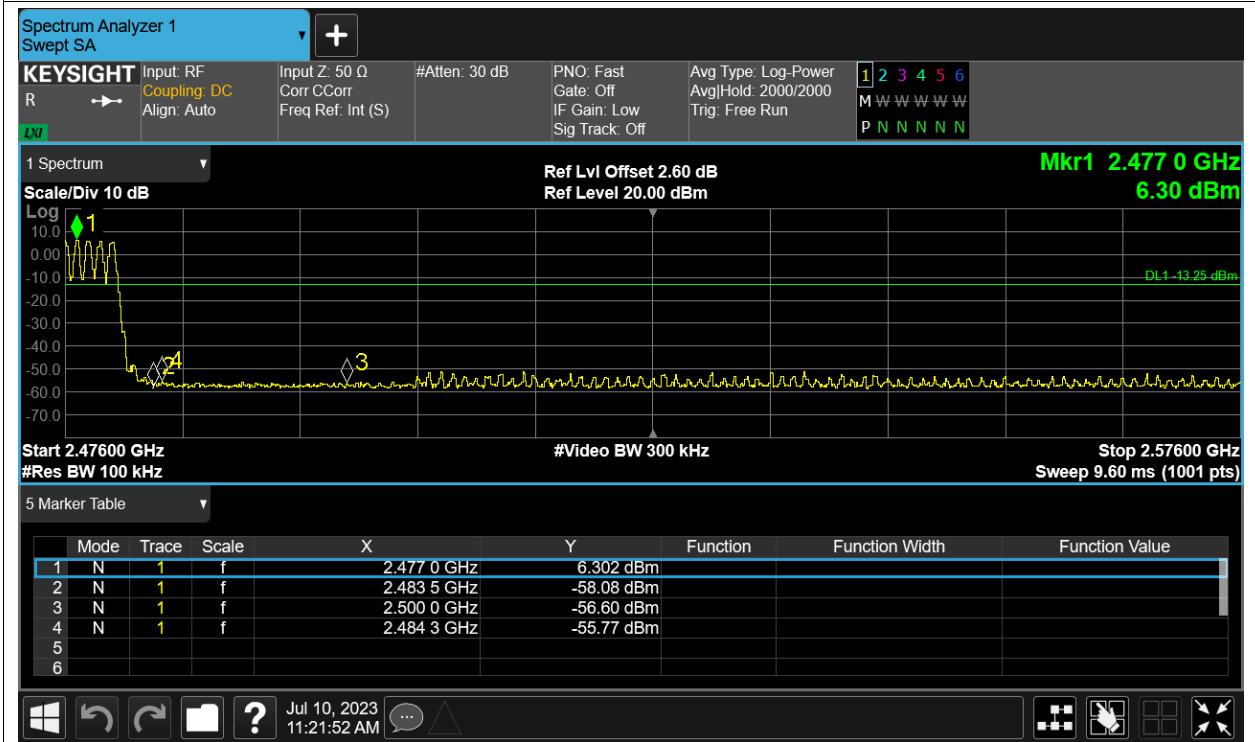 Spectrum Analyzer 1
Swept SA
+
KEYSIGHT Input: RF Input Z: 50 Ω #Atten: 30 dB PNO: Fast Avg Type: Log-Power 1 2 3 4 5 6
R Coupling: DC Corr CCorr Gate: Off Avg|Hold: 2000/2000 M W W W W W
Align: Auto Freq Ref: Int (S) IF Gain: Low Trig: Free Run
LXI Sig Track: Off P N N N N N
1 Spectrum Ref Lvl Offset 2.60 dB Mkr1 2.477 0 GHz
Scale/Div 10 dB Ref Level 20.00 dBm 6.30 dBm
Log
1
10.0
0.00
-10.0 DL1 -13.25 dBm
-20.0
-30.0
-40.0
2 4 3
-50.0
-60.0
-70.0
Start 2.47600 GHz #Video BW 300 kHz Stop 2.57600 GHz
#Res BW 100 kHz Sweep 9.60 ms (1001 pts)
5 Marker Table
Mode Trace Scale X Y Function Function Width Function Value
1 N 1 f 2.477 0 GHz 6.302 dBm
2 N 1 f 2.483 5 GHz -58.08 dBm
3 N 1 f 2.500 0 GHz -56.60 dBm
4 N 1 f 2.484 3 GHz -55.77 dBm
5
6
? Jul 10, 2023
11:21:52 AM